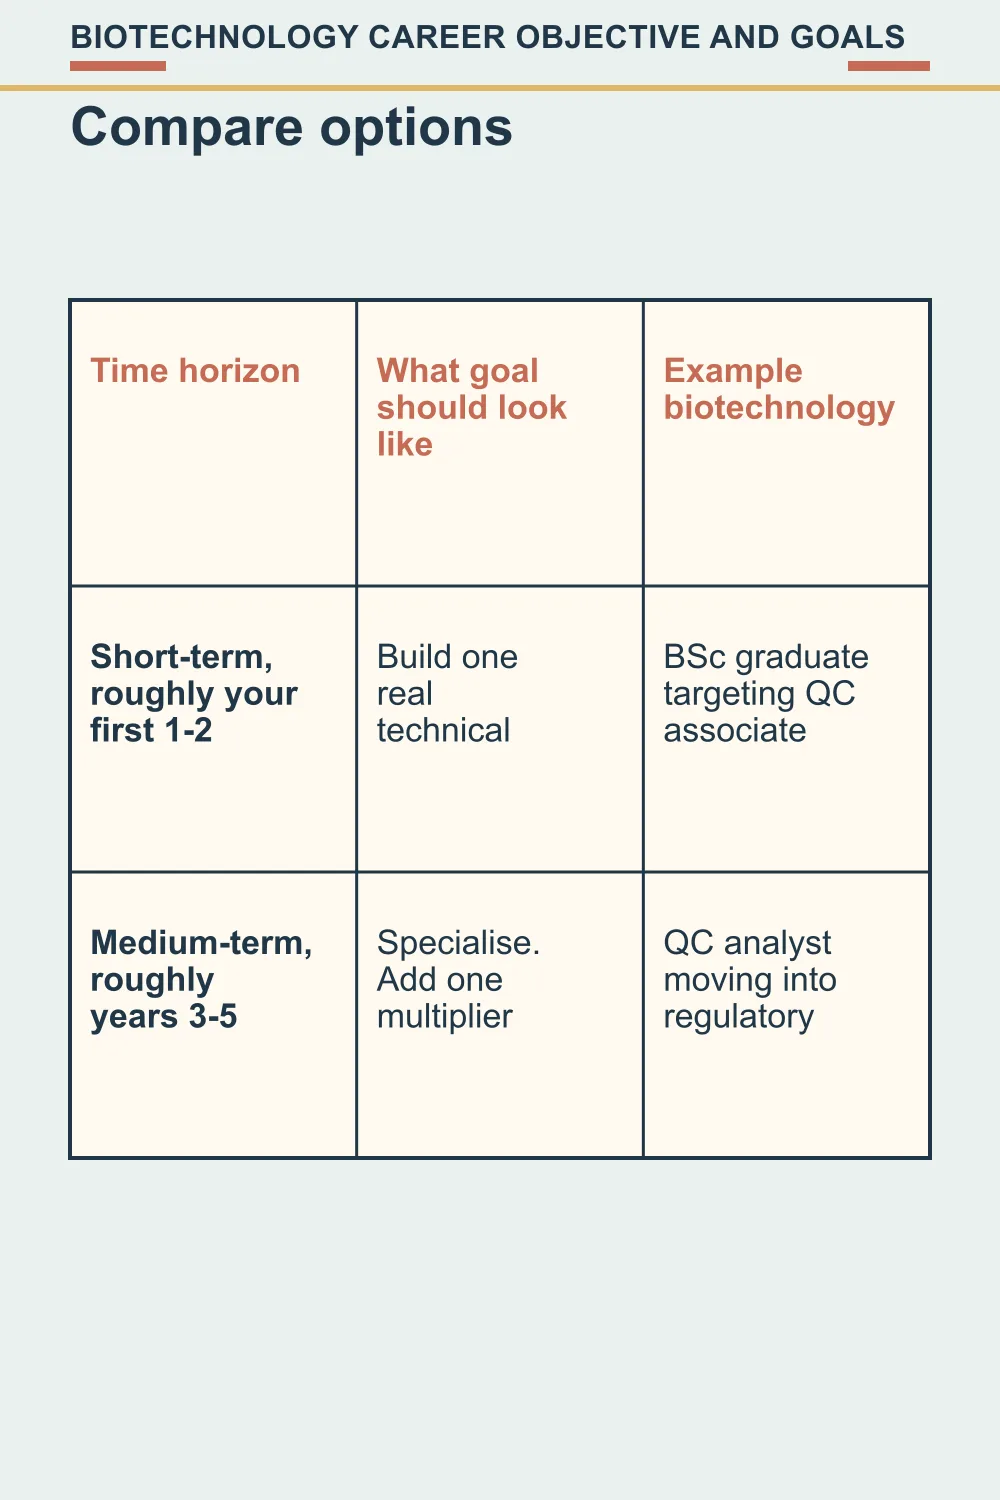 BIOTECHNOLOGY CAREER OBJECTIVE AND GOALS
Compare options
Time horizon
What goal
should look
like
Example
biotechnology
Short-term,
roughly your
first 1-2
Build one
real
technical
BSc graduate
targeting QC
associate
Medium-term,
roughly
years 3-5
Specialise.
Add one
multiplier
QC analyst
moving into
regulatory